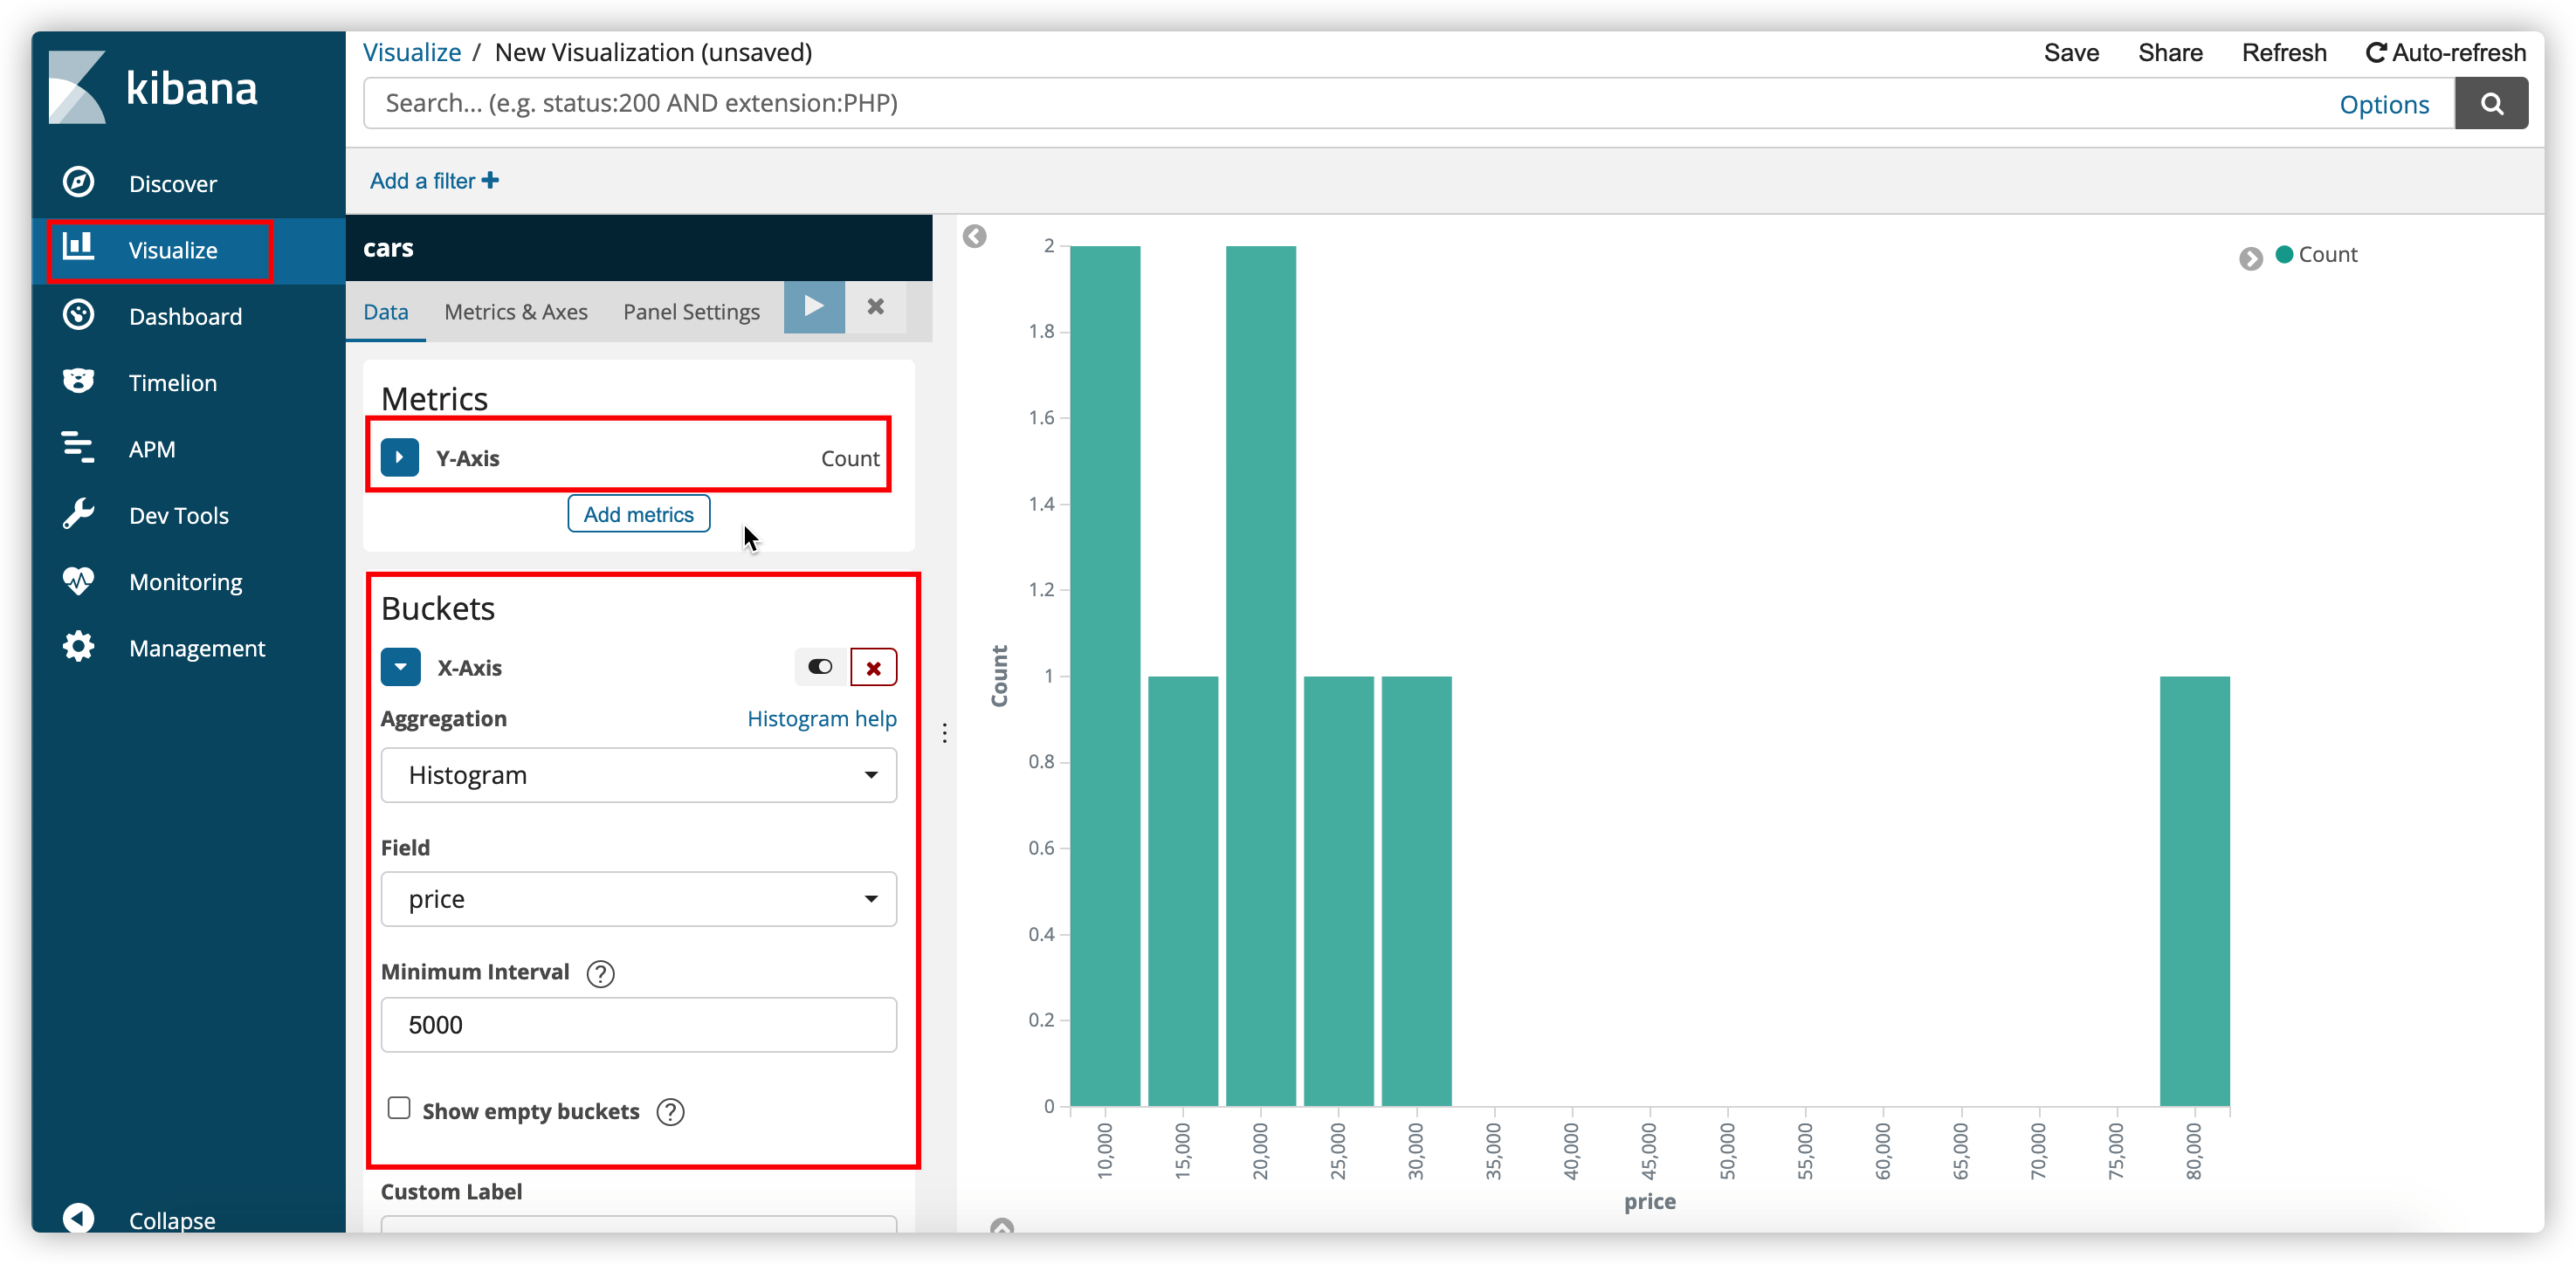 kibana
Discover
Visualize
Dashboard
Timelion
APM
Dev Tools
Monitoring
Management
Collapse
Visualize / New Visualization (unsaved)
Save Share Refresh Auto-refresh
Search... (e.g. status:200 AND extension:PHP)
Options
Add a filter
cars
Data Metrics & Axes Panel Settings
Metrics
Y-Axis Count
Add metrics
Buckets
X-Axis
Aggregation Histogram help
Histogram
Field
price
Minimum Interval ?
5000
Show empty buckets ?
Custom Label
Count
2
1.8
1.6
1.4
1.2
1
0.8
0.6
0.4
0.2
0
Count
10,000 15,000 20,000 25,000 30,000 35,000 40,000 45,000 50,000 55,000 60,000 65,000 70,000 75,000 80,000
price